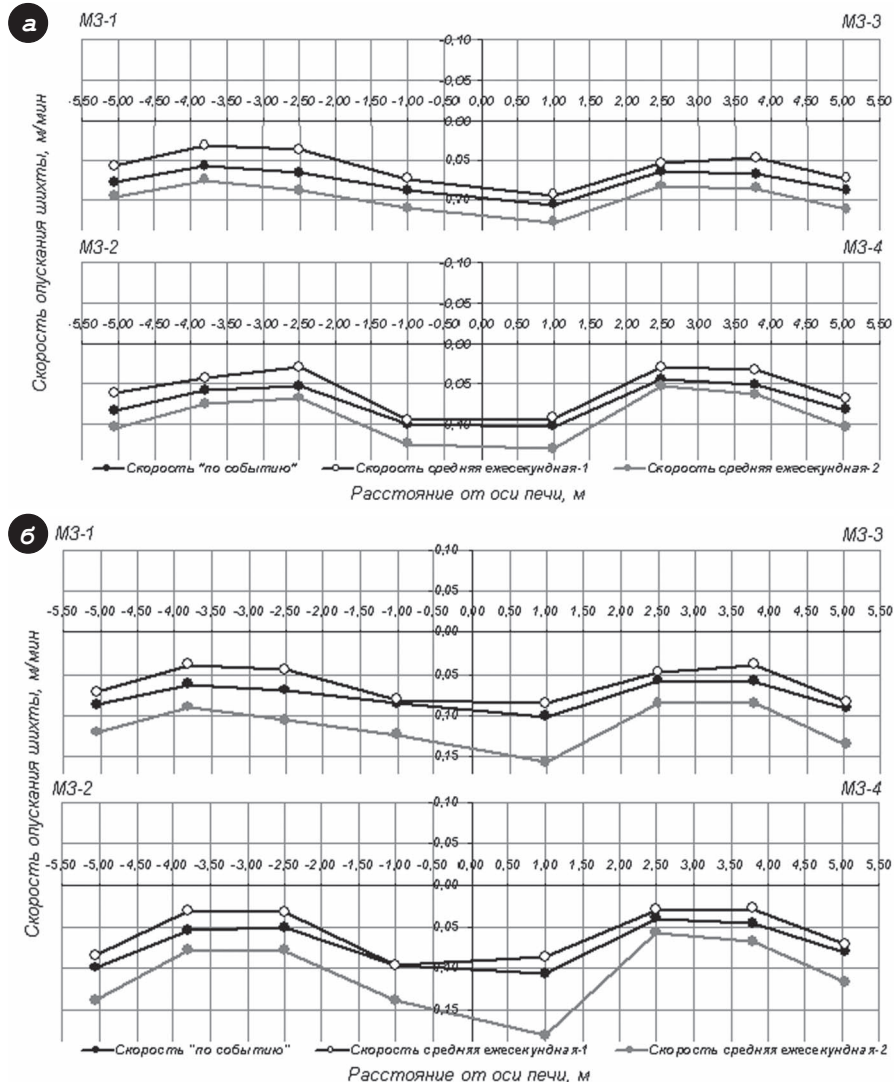 а
МЗ-1 МЗ-3
-0,10
-0,05
-5,50 -5,00 -4,50 -4,00 -3,50 -3,00 -2,50 -2,00 -1,50 -1,00 -0,50 0,00 0,50 1,00 1,50 2,00 2,50 3,00 3,50 4,00 4,50 5,00 5,50
0,00
0,05
0,10
Скорость опускания шихты, м/мин
МЗ-2 МЗ-4
-0,10
-0,05
-5,50 -5,00 -4,50 -4,00 -3,50 -3,00 -2,50 -2,00 -1,50 -1,00 -0,50 0,00 0,50 1,00 1,50 2,00 2,50 3,00 3,50 4,00 4,50 5,00 5,50
0,00
0,05
0,10
Скорость "по событию" Скорость средняя ежесекундная-1 Скорость средняя ежесекундная-2
Расстояние от оси печи, м
б
МЗ-1 МЗ-3
-0,10
-0,05
-5,50 -5,00 -4,50 -4,00 -3,50 -3,00 -2,50 -2,00 -1,50 -1,00 -0,50 0,00 0,50 1,00 1,50 2,00 2,50 3,00 3,50 4,00 4,50 5,00 5,50
0,00
0,05
0,10
0,15
Скорость опускания шихты, м/мин
МЗ-2 МЗ-4
-0,10
-0,05
-5,50 -5,00 -4,50 -4,00 -3,50 -3,00 -2,50 -2,00 -1,50 -1,00 -0,50 0,00 0,50 1,00 1,50 2,00 2,50 3,00 3,50 4,00 4,50 5,00 5,50
0,00
0,05
0,10
0,15
Скорость "по событию" Скорость средняя ежесекундная-1 Скорость средняя ежесекундная-2
Расстояние от оси печи, м